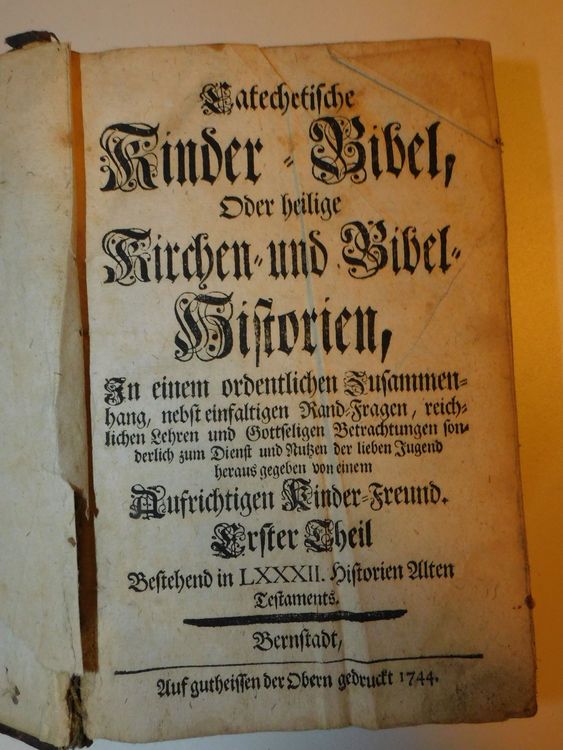 Catechetische
Kinder-Bibel,
Oder heilige
Kirchen- und Bibel-
Historien,
In einem ordentlichen Zusammen-
hang, nebst einfaltigen Rand-Fragen, reich-
lichen Lehren und Gottseligen Betrachtungen son-
derlich zum Dienst und Nutzen der lieben Jugend
heraus gegeben von einem
Aufrichtigen Kinder-Freund.
Erster Theil
Bestehend in LXXXII. Historien Alten
Testaments.
Bernstadt,
Auf gutheissen der Obern gedruckt 1744.